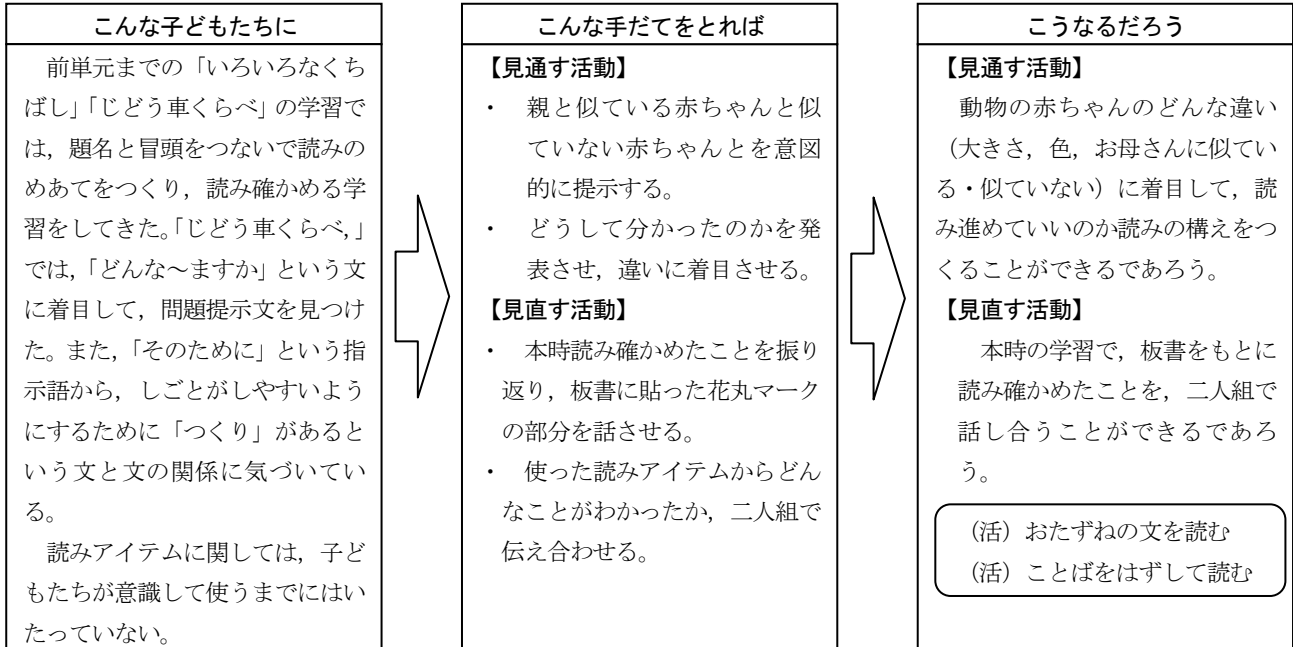 こんな子どもたちに
前単元までの「いろいろなくち
ばし」「じどう車くらべ」の学習で
は，題名と冒頭をつないで読みの
めあてをつくり，読み確かめる学
習をしてきた。「じどう車くらべ，」
では，「どんな～ますか」という文
に着目して，問題提示文を見つけ
た。また，「そのために」という指
示語から，しごとがしやすいよう
にするために「つくり」があると
いう文と文の関係に気づいてい
る。
読みアイテムに関しては，子ど
もたちが意識して使うまでにはい
たっていない。
こんな手だてをとれば
【見通す活動】
・ 親と似ている赤ちゃんと似
ていない赤ちゃんとを意図
的に提示する。
・ どうして分かったのかを発
表させ，違いに着目させる。
【見直す活動】
・ 本時読み確かめたことを振り
返り，板書に貼った花丸マーク
の部分を話させる。
・ 使った読みアイテムからどん
なことがわかったか，二人組で
伝え合わせる。
こうなるだろう
【見通す活動】
動物の赤ちゃんのどんな違い
（大きさ，色，お母さんに似てい
る・似ていない）に着目して，読
み進めていいのか読みの構えをつ
くることができるであろう。
【見直す活動】
本時の学習で，板書をもとに
読み確かめたことを，二人組で
話し合うことができるであろ
う。
（活）おたずねの文を読む
（活）ことばをはずして読む